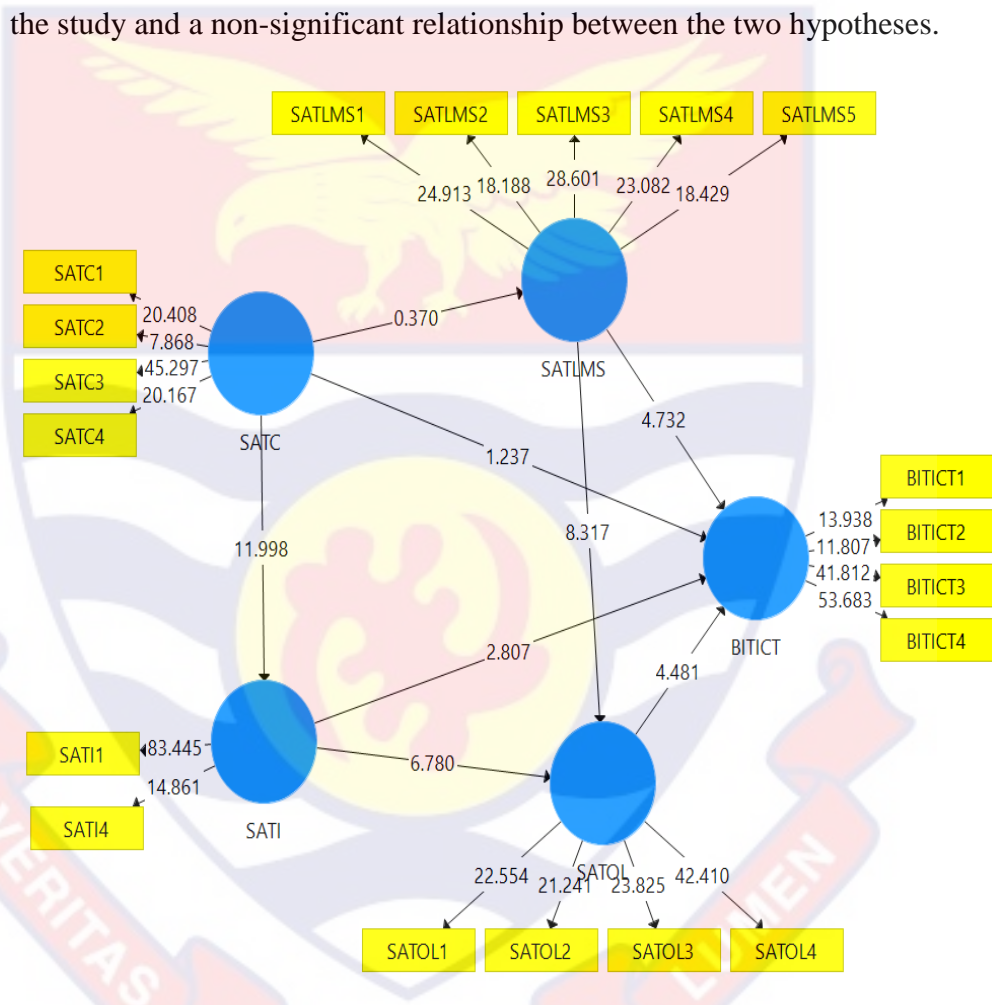 the study and a non-significant relationship between the two hypotheses.
SATLMS1 SATLMS2 SATLMS3 SATLMS4 SATLMS5
24.913 18.188 28.601 23.082 18.429
SATC1
20.408
SATC2
7.868
SATC3
45.297
20.167
SATC4
SATC
0.370
SATLMS
4.732
1.237
8.317
11.998
BITICT1
13.938
BITICT2
11.807
41.812
BITICT3
53.683
BITICT4
BITICT
2.807
4.481
6.780
SATI1
83.445
14.861
SATI4
SATI
SATOL
22.554 21.241 23.825 42.410
SATOL1 SATOL2 SATOL3 SATOL4
VERITAS
LUMEN